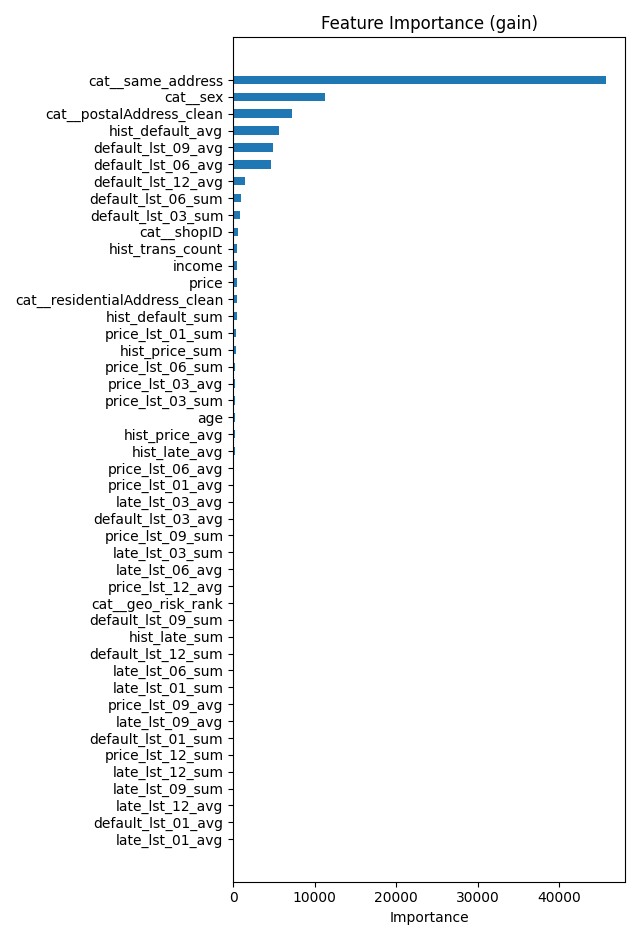 Feature Importance (gain)
cat__same_address
cat__sex
cat__postalAddress_clean
hist_default_avg
default_lst_09_avg
default_lst_06_avg
default_lst_12_avg
default_lst_06_sum
default_lst_03_sum
cat__shopID
hist_trans_count
income
price
cat__residentialAddress_clean
hist_default_sum
price_lst_01_sum
hist_price_sum
price_lst_06_sum
price_lst_03_avg
price_lst_03_sum
age
hist_price_avg
hist_late_avg
price_lst_06_avg
price_lst_01_avg
late_lst_03_avg
default_lst_03_avg
price_lst_09_sum
late_lst_03_sum
late_lst_06_avg
price_lst_12_avg
cat__geo_risk_rank
default_lst_09_sum
hist_late_sum
default_lst_12_sum
late_lst_06_sum
late_lst_01_sum
price_lst_09_avg
late_lst_09_avg
default_lst_01_sum
price_lst_12_sum
late_lst_12_sum
late_lst_09_sum
late_lst_12_avg
default_lst_01_avg
late_lst_01_avg
0 10000 20000 30000 40000
Importance